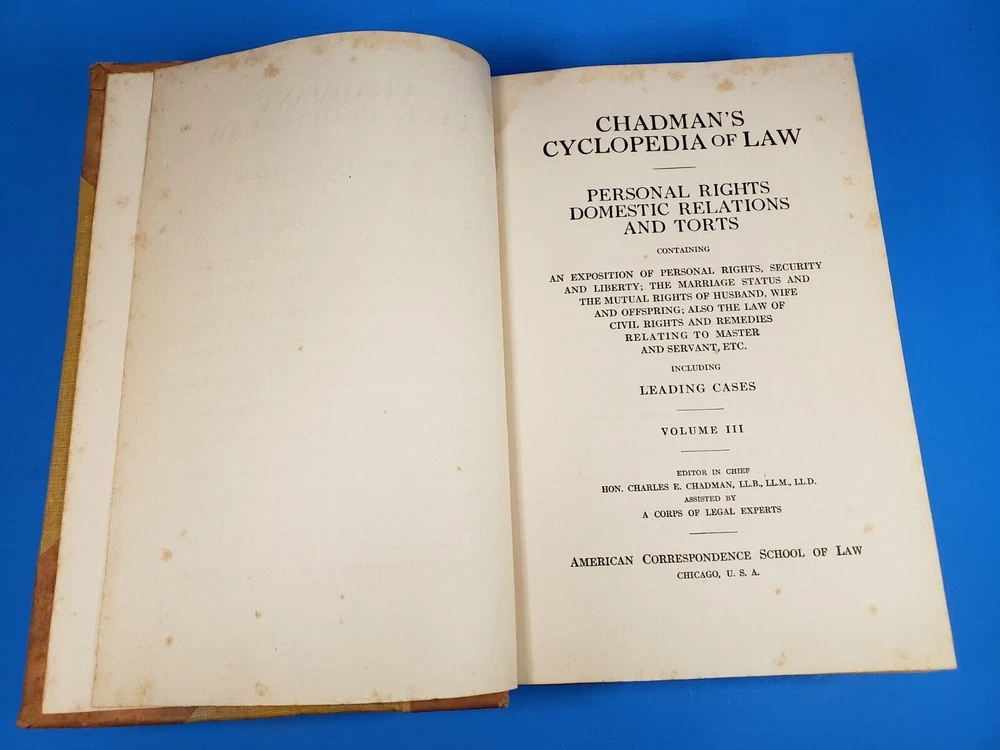 CHADMAN'S
CYCLOPEDIA OF LAW
PERSONAL RIGHTS
DOMESTIC RELATIONS
AND TORTS
CONTAINING
AN EXPOSITION OF PERSONAL RIGHTS, SECURITY
AND LIBERTY; THE MARRIAGE STATUS AND
THE MUTUAL RIGHTS OF HUSBAND, WIFE
AND OFFSPRING; ALSO THE LAW OF
CIVIL RIGHTS AND REMEDIES
RELATING TO MASTER
AND SERVANT, ETC.
INCLUDING
LEADING CASES
VOLUME III
EDITOR IN CHIEF
HON. CHARLES E. CHADMAN, LL.B., LL.M., LL.D.
ASSISTED BY
A CORPS OF LEGAL EXPERTS
AMERICAN CORRESPONDENCE SCHOOL OF LAW
CHICAGO, U. S. A.